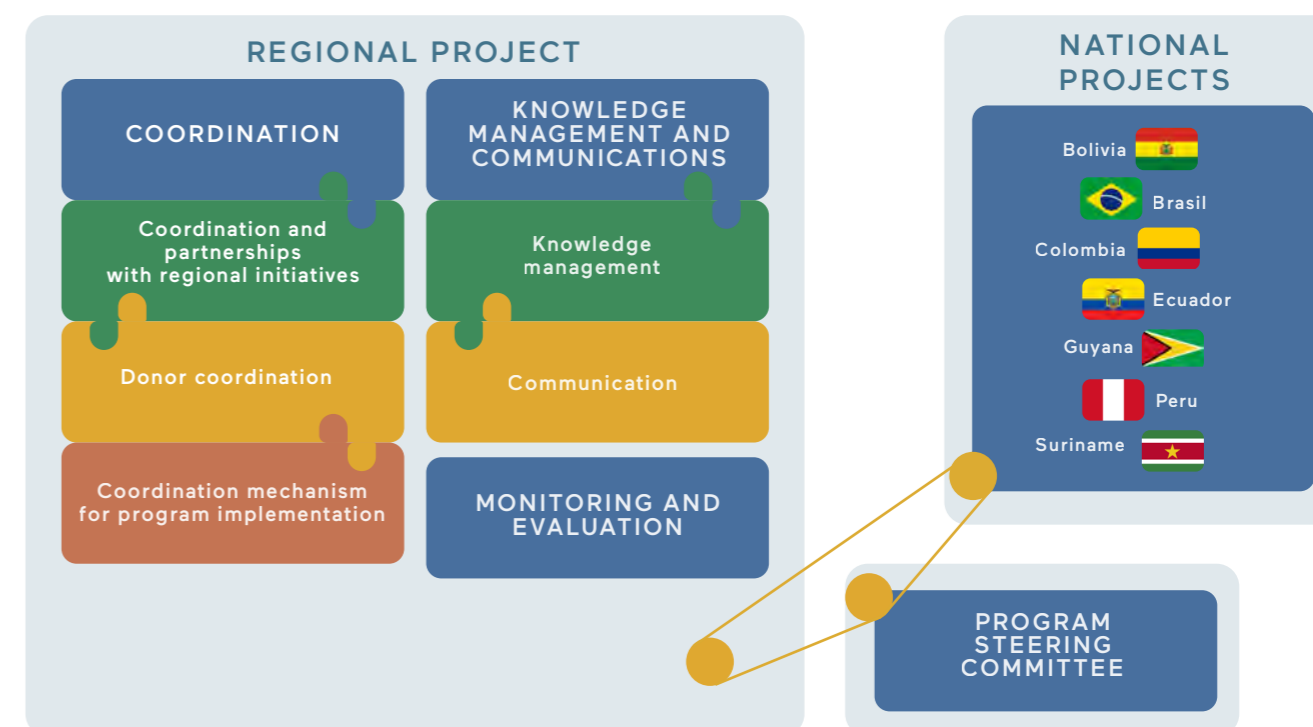 REGIONAL PROJECT
COORDINATION
Coordination and
partnerships
with regional initiatives
Donor coordination
Coordination mechanism
for program implementation
KNOWLEDGE
MANAGEMENT AND
COMMUNICATIONS
Knowledge
management
Communication
MONITORING AND
EVALUATION
NATIONAL
PROJECTS
Bolivia
Brasil
Colombia
Ecuador
Guyana
Peru
Suriname
PROGRAM
STEERING
COMMITTEE